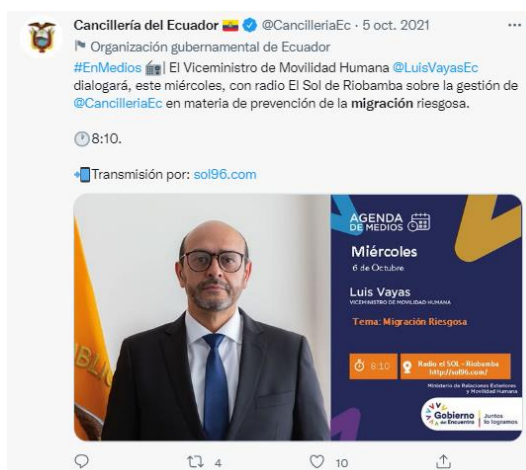 Cancillería del Ecuador @CancilleriaEc · 5 oct. 2021
Organización gubernamental de Ecuador
#EnMedios | El Viceministro de Movilidad Humana @LuisVayasEc
dialogará, este miércoles, con radio El Sol de Riobamba sobre la gestión de
@CancilleriaEc en materia de prevención de la migración riesgosa.
8:10.
Transmisión por: sol96.com
AGENDA
DE MEDIOS
Miércoles
6 de Octubre
Luis Vayas
VICEMINISTRO DE MOVILIDAD HUMANA
Tema: Migración Riesgosa
8:10
Radio el SOL - Riobamba
http://sol96.com/
Ministerio de Relaciones Exteriores
y Movilidad Humana
Gobierno
de Encuentro
Juntos
lo logramos
BLI
4
10